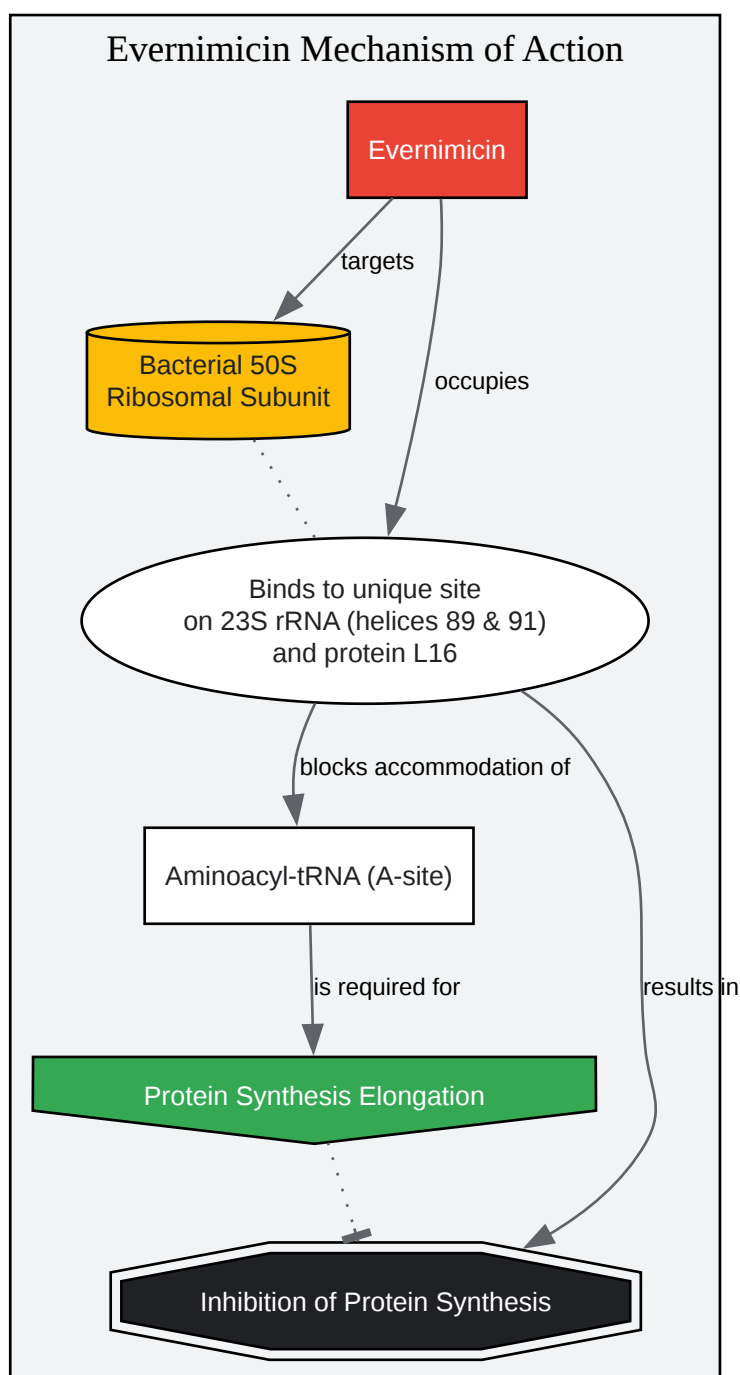 Evernimicin Mechanism of Action
Evernimicin
targets
Bacterial 50S
Ribosomal Subunit
occupies
Binds to unique site
on 23S rRNA (helices 89 & 91)
and protein L16
blocks accommodation of
Aminoacyl-tRNA (A-site)
is required for
results in
Protein Synthesis Elongation
Inhibition of Protein Synthesis